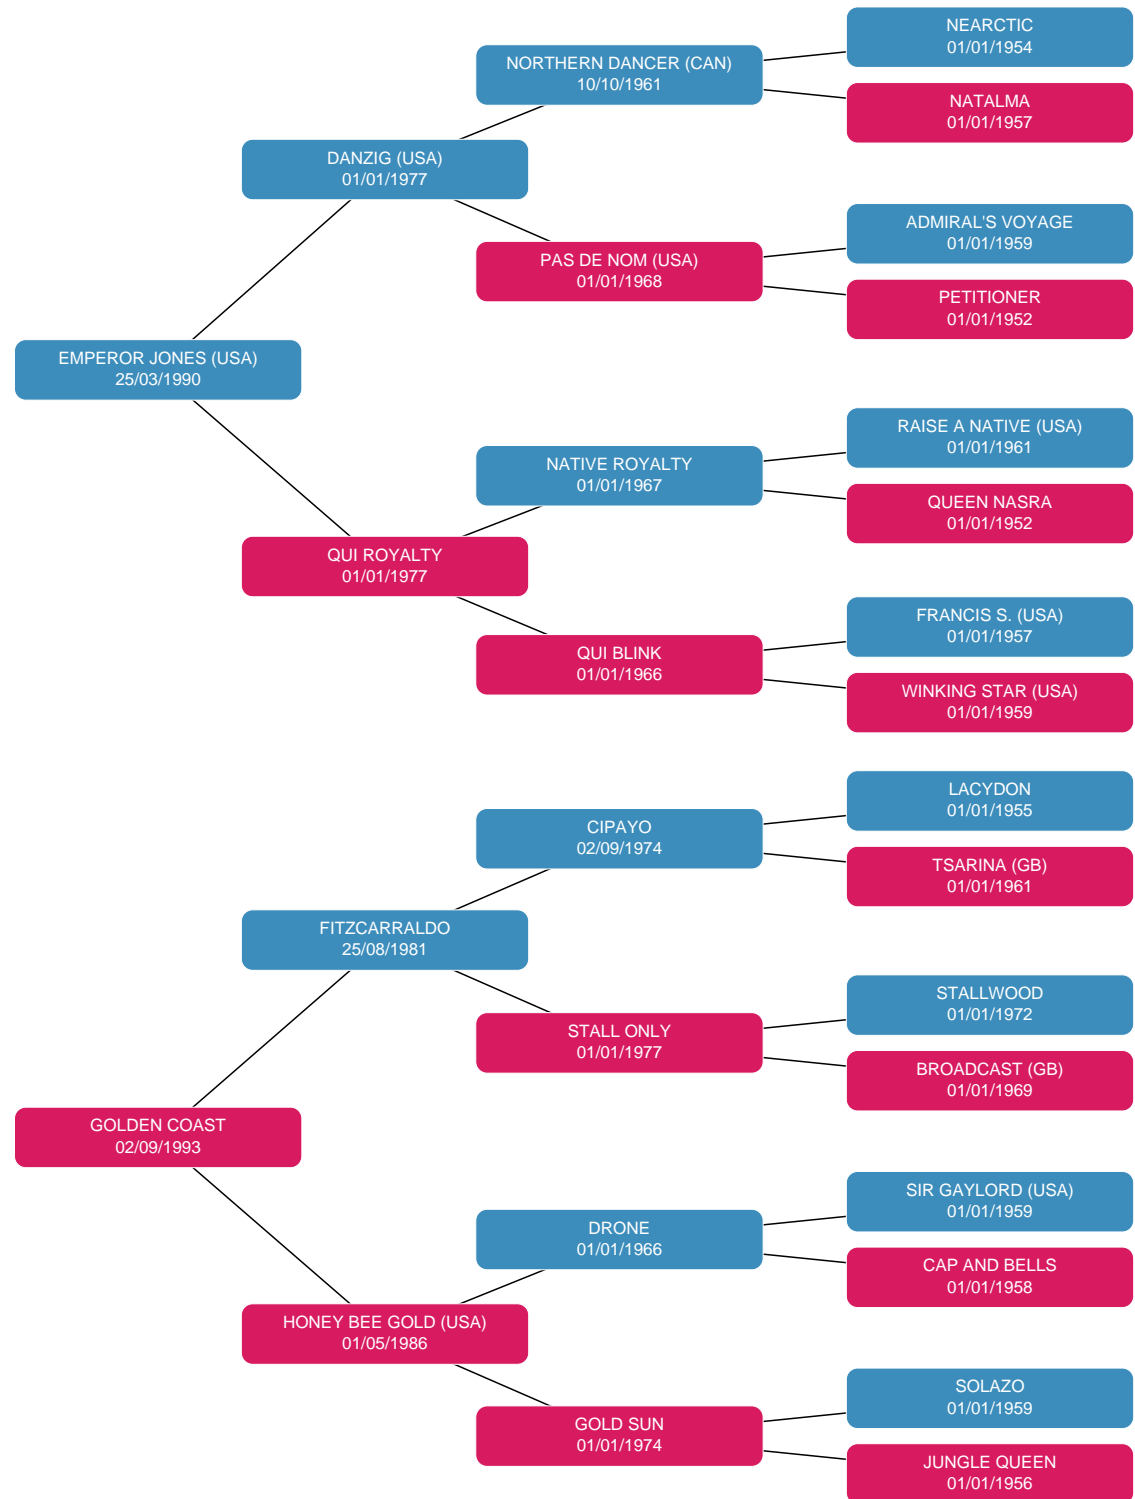 NEARCTIC
01/01/1954
NORTHERN DANCER (CAN)
10/10/1961
NATALMA
01/01/1957
DANZIG (USA)
01/01/1977
ADMIRAL'S VOYAGE
01/01/1959
PAS DE NOM (USA)
01/01/1968
PETITIONER
01/01/1952
EMPEROR JONES (USA)
25/03/1990
RAISE A NATIVE (USA)
01/01/1961
NATIVE ROYALTY
01/01/1967
QUEEN NASRA
01/01/1952
QUI ROYALTY
01/01/1977
FRANCIS S. (USA)
01/01/1957
QUI BLINK
01/01/1966
WINKING STAR (USA)
01/01/1959
LACYDON
01/01/1955
CIPAYO
02/09/1974
TSARINA (GB)
01/01/1961
FITZCARRALDO
25/08/1981
STALLWOOD
01/01/1972
STALL ONLY
01/01/1977
BROADCAST (GB)
01/01/1969
GOLDEN COAST
02/09/1993
SIR GAYLORD (USA)
01/01/1959
DRONE
01/01/1966
CAP AND BELLS
01/01/1958
HONEY BEE GOLD (USA)
01/05/1986
SOLAZO
01/01/1959
GOLD SUN
01/01/1974
JUNGLE QUEEN
01/01/1956